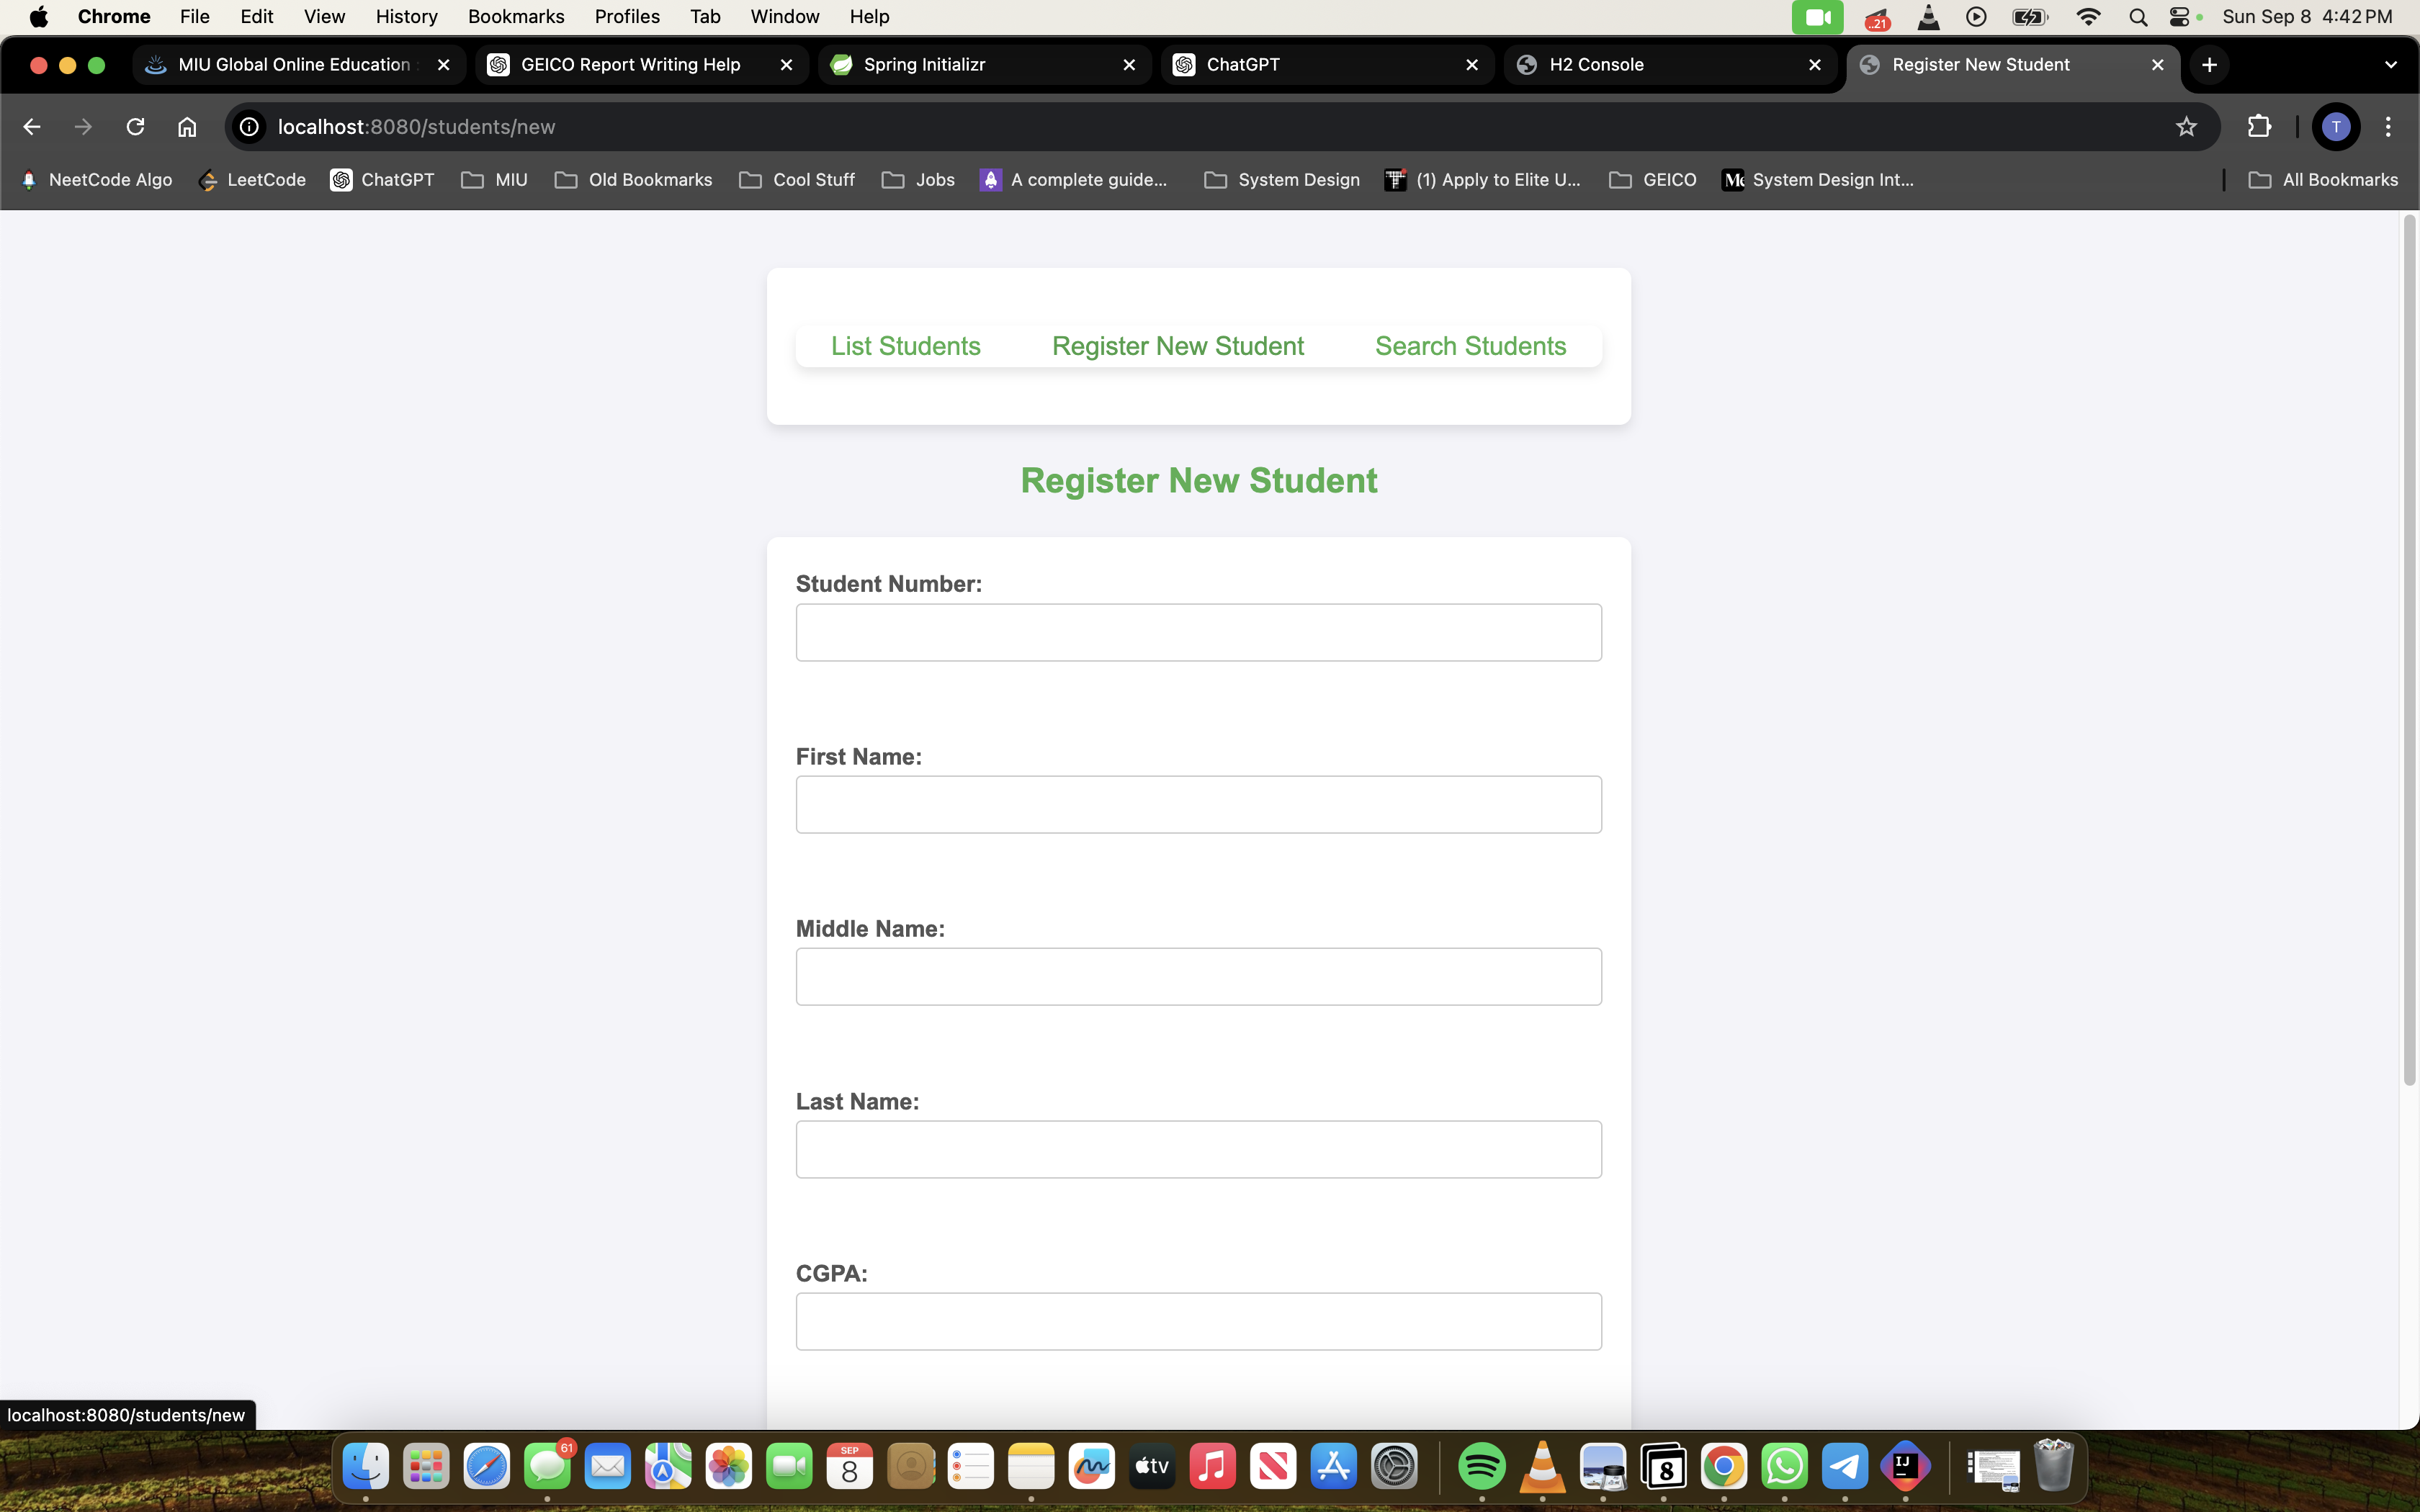 Chrome File Edit View History Bookmarks Profiles Tab Window Help ..21 Sun Sep 8 4:42 PM
MIU Global Online Education GEICO Report Writing Help Spring Initializr ChatGPT H2 Console Register New Student
localhost:8080/students/new T
NeetCode Algo LeetCode ChatGPT MIU Old Bookmarks Cool Stuff Jobs A complete guide... System Design (1) Apply to Elite U... GEICO System Design Int... All Bookmarks
List Students Register New Student Search Students
Register New Student
Student Number:
First Name:
Middle Name:
Last Name:
CGPA:
localhost:8080/students/new
61 SEP 8 tv 8 IJ